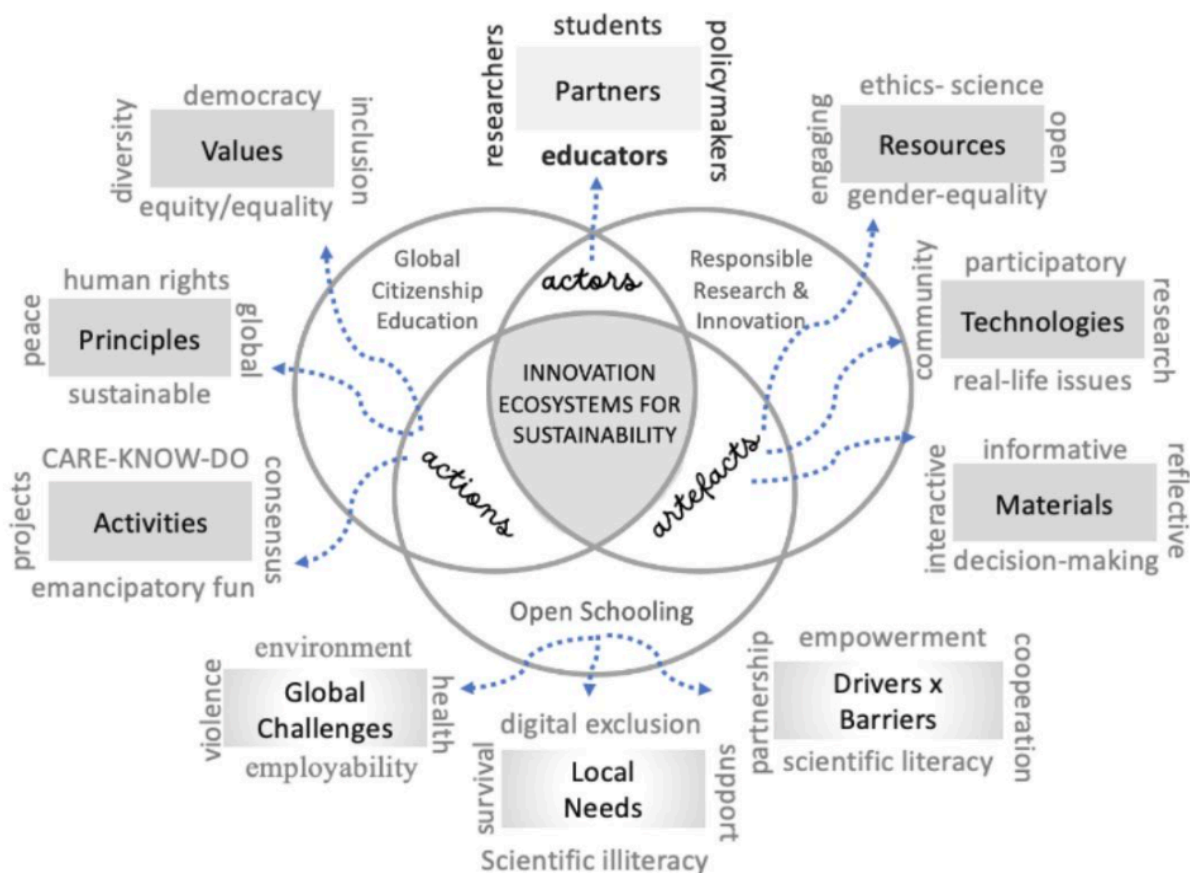 students
researchers
Partners
policymakers
educators
democracy
diversity
Values
inclusion
equity/equality
ethics- science
engaging
Resources
open
gender-equality
human rights
peace
Principles
global
sustainable
Global
Citizenship
Education
actors
Responsible
Research &
Innovation
participatory
community
Technologies
research
real-life issues
INNOVATION
ECOSYSTEMS FOR
SUSTAINABILITY
actions
artefacts
CARE-KNOW-DO
projects
Activities
consensus
emancipatory fun
informative
interactive
Materials
reflective
decision-making
Open Schooling
environment
violence
Global
Challenges
health
employability
digital exclusion
survival
Local
Needs
support
Scientific illiteracy
empowerment
partnership
Drivers x
Barriers
cooperation
scientific literacy